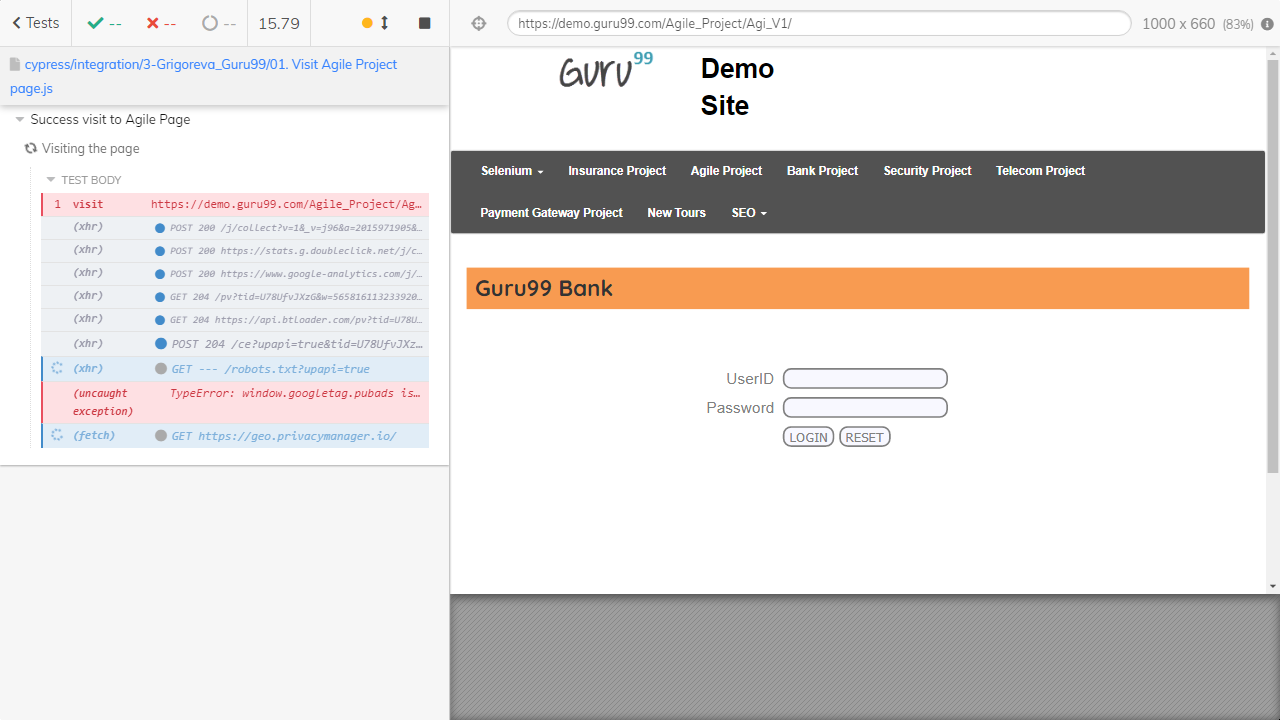 Tests
--
--
--
15.79
https://demo.guru99.com/Agile_Project/Agi_V1/
1000 x 660 (83%)
cypress/integration/3-Grigoreva_Guru99/01. Visit Agile Project
page.js
Success visit to Agile Page
Visiting the page
TEST BODY
1 visit https://demo.guru99.com/Agile_Project/Ag…
(xhr) POST 200 /j/collect?v=1&_v=j96&a=2015971905&…
(xhr) POST 200 https://stats.g.doubleclick.net/j/c…
(xhr) POST 200 https://www.google-analytics.com/j/…
(xhr) GET 204 /pv?tid=U78UfvJXzG&w=565816113233920…
(xhr) GET 204 https://api.btloader.com/pv?tid=U78U…
(xhr) POST 204 /ce?upapi=true&tid=U78UfvJXz…
(xhr) GET --- /robots.txt?upapi=true
(uncaught TypeError: window.googletag.pubads is…
exception)
(fetch) GET https://geo.privacymanager.io/
Guru99
Demo
Site
Selenium Insurance Project Agile Project Bank Project Security Project Telecom Project
Payment Gateway Project New Tours SEO
Guru99 Bank
UserID
Password
LOGIN RESET